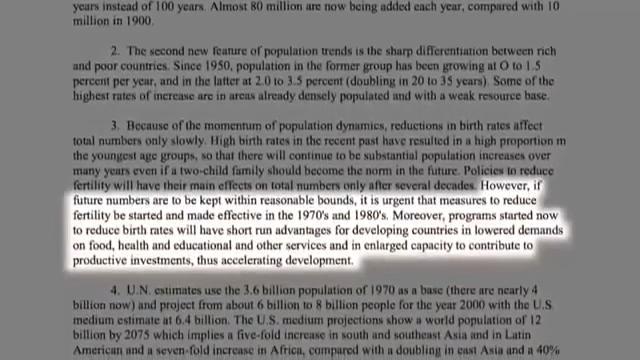 years instead of 100 years. Almost 80 million are now being added each year, compared with 10
million in 1900.
2. The second new feature of population trends is the sharp differentiation between rich
and poor countries. Since 1950, population in the former group has been growing at O to 1.5
percent per year, and in the latter at 2.0 to 3.5 percent (doubling in 20 to 35 years). Some of the
highest rates of increase are in areas already densely populated and with a weak resource base.
3. Because of the momentum of population dynamics, reductions in birth rates affect
total numbers only slowly. High birth rates in the recent past have resulted in a high proportion m
the youngest age groups, so that there will continue to be substantial population increases over
many years even if a two-child family should become the norm in the future. Policies to reduce
fertility will have their main effects on total numbers only after several decades. However, if
future numbers are to be kept within reasonable bounds, it is urgent that measures to reduce
fertility be started and made effective in the 1970's and 1980's. Moreover, programs started now
to reduce birth rates will have short run advantages for developing countries in lowered demands
on food, health and educational and other services and in enlarged capacity to contribute to
productive investments, thus accelerating development.
4. U.N. estimates use the 3.6 billion population of 1970 as a base (there are nearly 4
billion now) and project from about 6 billion to 8 billion people for the year 2000 with the U.S.
medium estimate at 6.4 billion. The U.S. medium projections show a world population of 12
billion by 2075 which implies a five-fold increase in south and southeast Asia and in Latin
American and a seven-fold increase in Africa, compared with a doubling in east Asia and a 40%